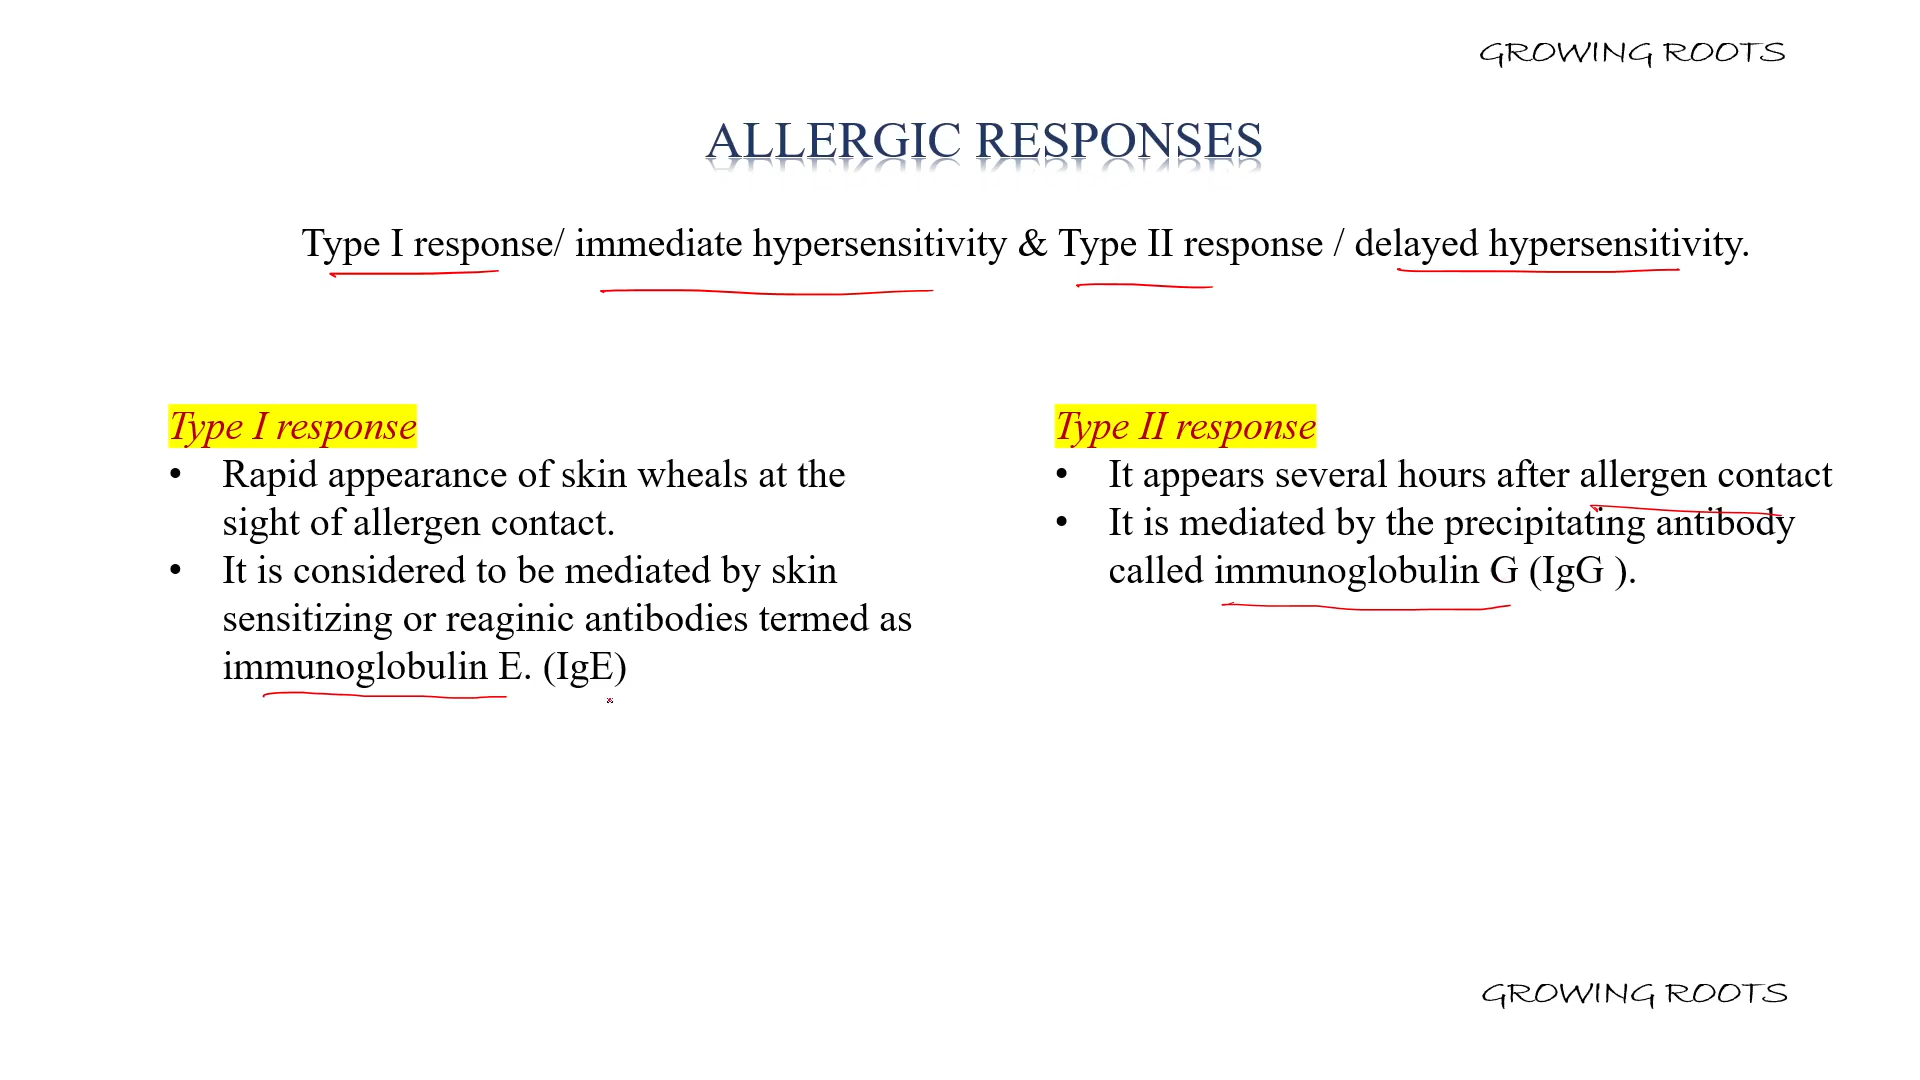 GROWING ROOTS
ALLERGIC RESPONSES
Type I response/ immediate hypersensitivity & Type II response / delayed hypersensitivity.
Type I response
• Rapid appearance of skin wheals at the
sight of allergen contact.
• It is considered to be mediated by skin
sensitizing or reaginic antibodies termed as
immunoglobulin E. (IgE)
Type II response
• It appears several hours after allergen contact
• It is mediated by the precipitating antibody
called immunoglobulin G (IgG ).
GROWING ROOTS